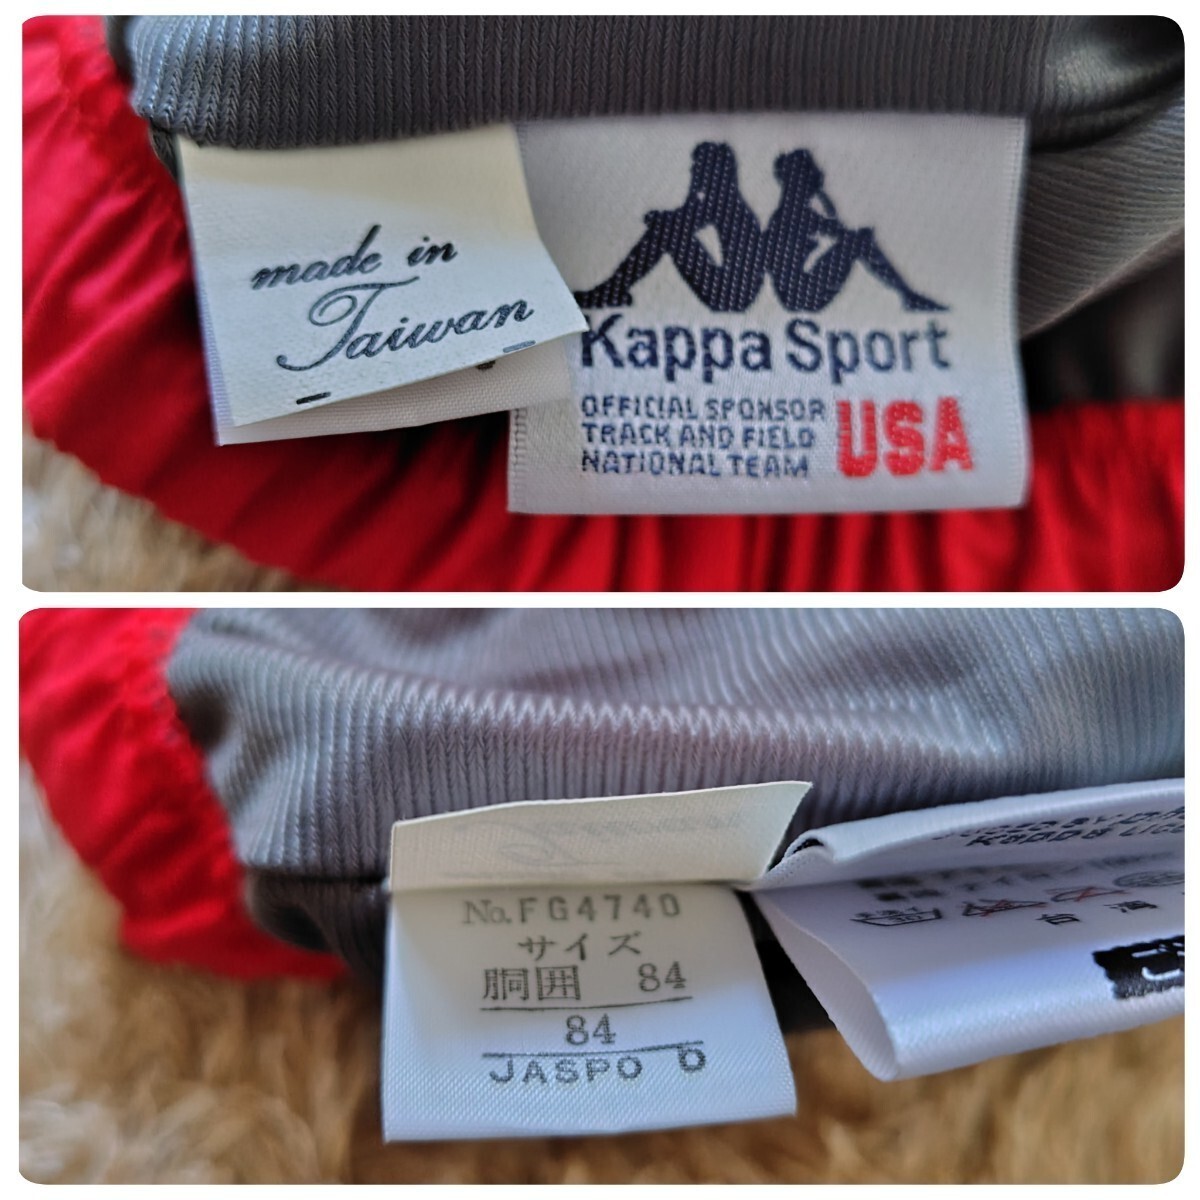 made in
Taiwan
Kappa Sport
OFFICIAL SPONSOR
TRACK AND FIELD
NATIONAL TEAM
USA
No.FG4740
サイズ
胴囲 84
84
JASPO O